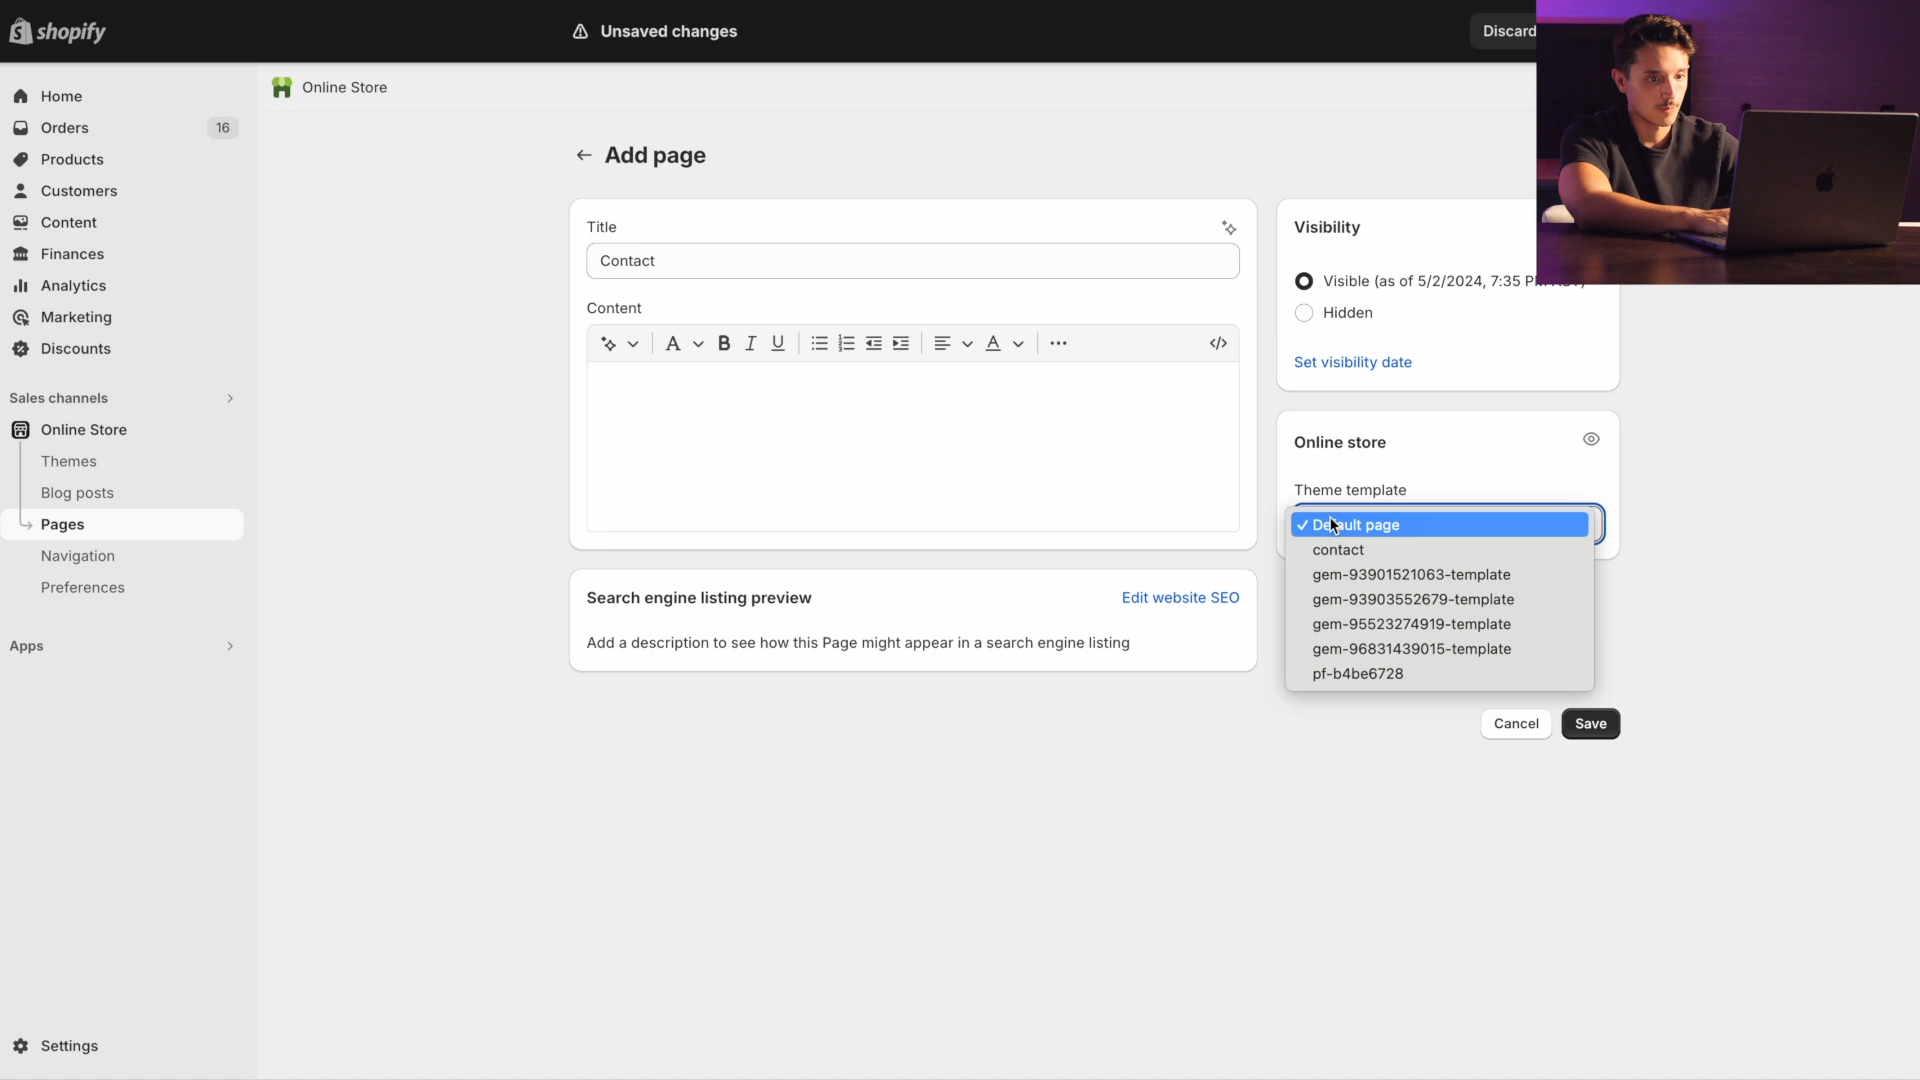 shopify
Unsaved changes
Discard
Home
Orders
16
Products
Customers
Content
Finances
Analytics
Marketing
Discounts
Sales channels
Online Store
Themes
Blog posts
Pages
Navigation
Preferences
Apps
Settings
Online Store
Add page
Title
Contact
Content
Search engine listing preview
Edit website SEO
Add a description to see how this Page might appear in a search engine listing
Visibility
Visible (as of 5/2/2024, 7:35
Hidden
Set visibility date
Online store
Theme template
Default page
contact
gem-93901521063-template
gem-93903552679-template
gem-95523274919-template
gem-96831439015-template
pf-b4be6728
Cancel
Save